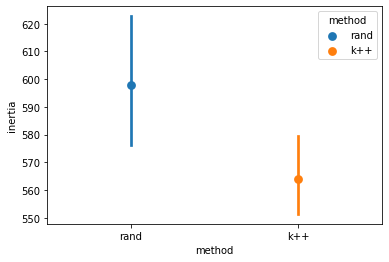 620
610
600
590
580
570
560
550
inertia
method
rand
k++
rand
k++
method